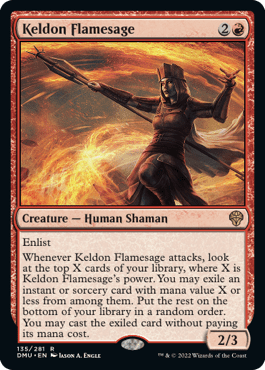 Keldon Flamesage 2
Creature — Human Shaman
Enlist
Whenever Keldon Flamesage attacks, look
at the top X cards of your library, where X is
Keldon Flamesage's power. You may exile an
instant or sorcery card with mana value X or
less from among them. Put the rest on the
bottom of your library in a random order.
You may cast the exiled card without paying
its mana cost.
2/3
135/281 R
DMU • EN Jason A. Engle
™ & © 2022 Wizards of the Coast